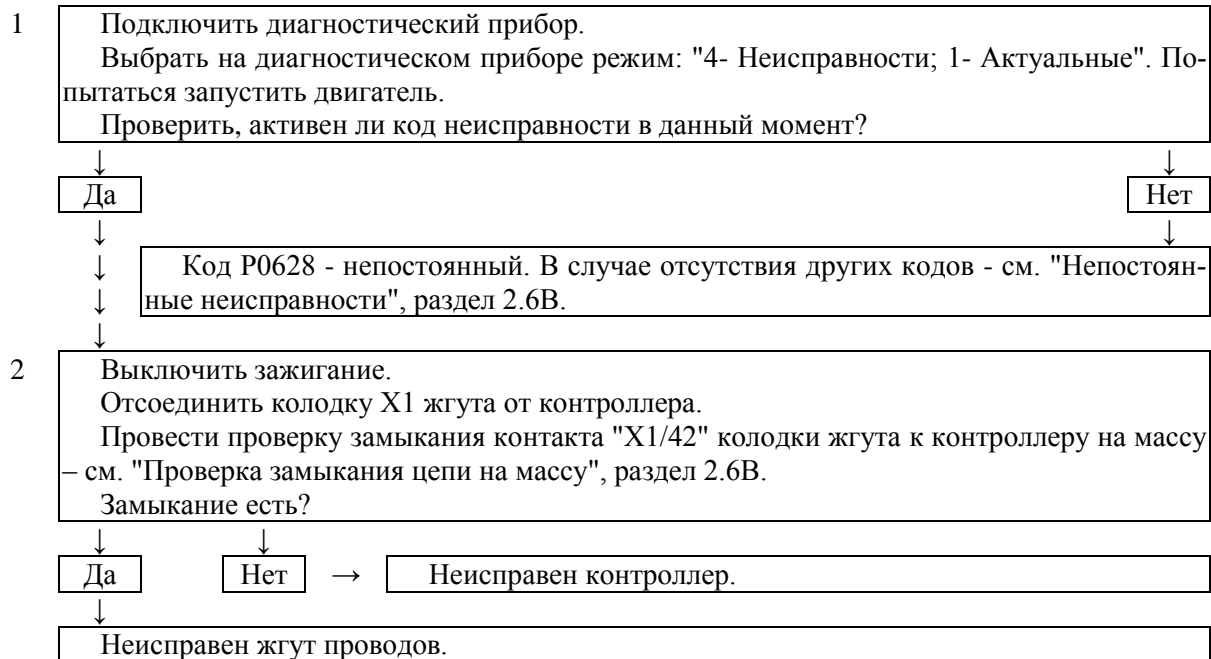 1 Подключить диагностический прибор.
Выбрать на диагностическом приборе режим: "4- Неисправности; 1- Актуальные". По-
пытаться запустить двигатель.
Проверить, активен ли код неисправности в данный момент?
↓ ↓
Да Нет
↓ ↓
↓ Код Р0628 - непостоянный. В случае отсутствия других кодов - см. "Непостоян-
↓ ные неисправности", раздел 2.6В.
↓
2 Выключить зажигание.
Отсоединить колодку Х1 жгута от контроллера.
Провести проверку замыкания контакта "Х1/42" колодки жгута к контроллеру на массу
– см. "Проверка замыкания цепи на массу", раздел 2.6В.
Замыкание есть?
↓ ↓
Да Нет → Неисправен контроллер.
↓
Неисправен жгут проводов.